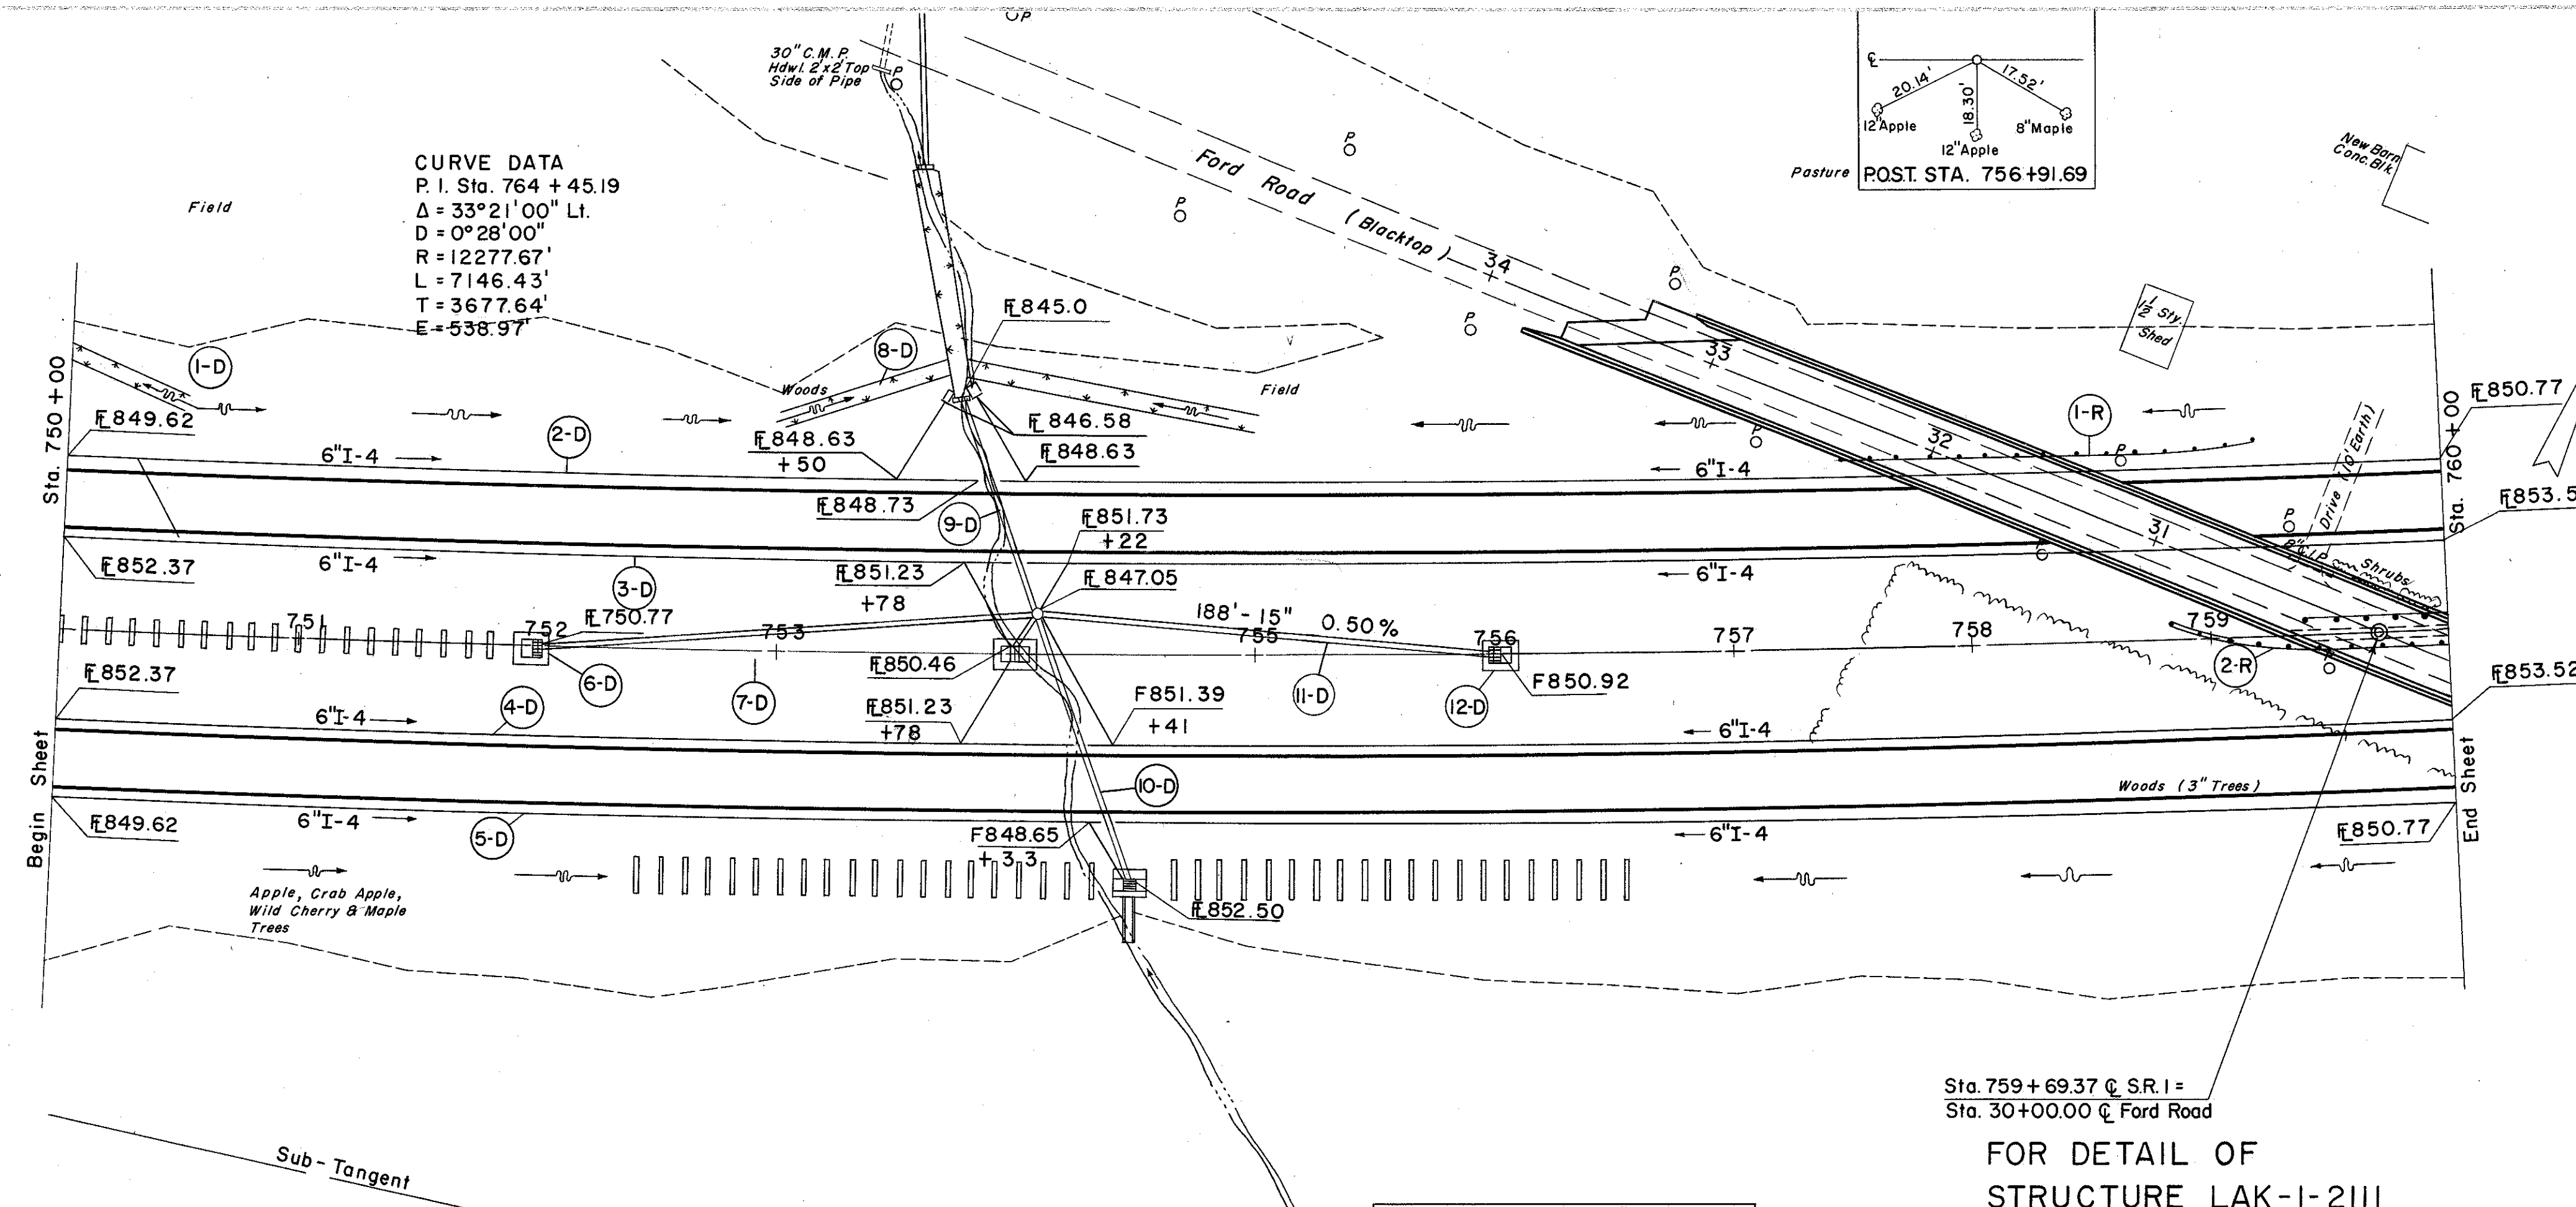 P
30" C.M.P.
Hdwl. 2'x2' Top
Side of Pipe
P
℄
20.14'
18.30'
17.52'
12" Apple
12" Apple
8" Maple
Pasture
P.O.S.T. STA. 756+91.69
New Barn
Conc. Blk.
CURVE DATA
P. I. Sta. 764 + 45.19
Δ = 33°21'00" Lt.
D = 0°28'00"
R = 12277.67'
L = 7146.43'
T = 3677.64'
E = 538.97'
Field
Ford Road (Blacktop)
P
P
P
P
34
33
32
31
1/2 Sty.
Shed
Sta. 750+00
Begin Sheet
1-D
8-D
Woods
Field
℄845.0
℄849.62
2-D
6"I-4
℄848.63
+50
℄846.58
℄848.63
℄848.73
9-D
℄851.73
+22
6"I-4
1-R
P
P
P
Drive (10' Earth)
8" C.I.P.
Shrubs
Sta. 760+00
℄850.77
℄853.5
℄852.37
6"I-4
3-D
℄851.23
+78
℄847.05
6"I-4
188'-15"
0.50%
751
752
℄750.77
753
755
756
757
758
759
6-D
7-D
℄850.46
11-D
12-D
F850.92
2-R
℄852.37
℄853.52
6"I-4
4-D
℄851.23
+78
F851.39
+41
6"I-4
10-D
Woods (3" Trees)
End Sheet
℄849.62
6"I-4
5-D
F848.65
+33
6"I-4
℄850.77
Apple, Crab Apple,
Wild Cherry & Maple
Trees
℄852.50
Sta. 759+69.37 ℄ S.R. 1 =
Sta. 30+00.00 ℄ Ford Road
FOR DETAIL OF
STRUCTURE LAK-1-2111
Sub-Tangent